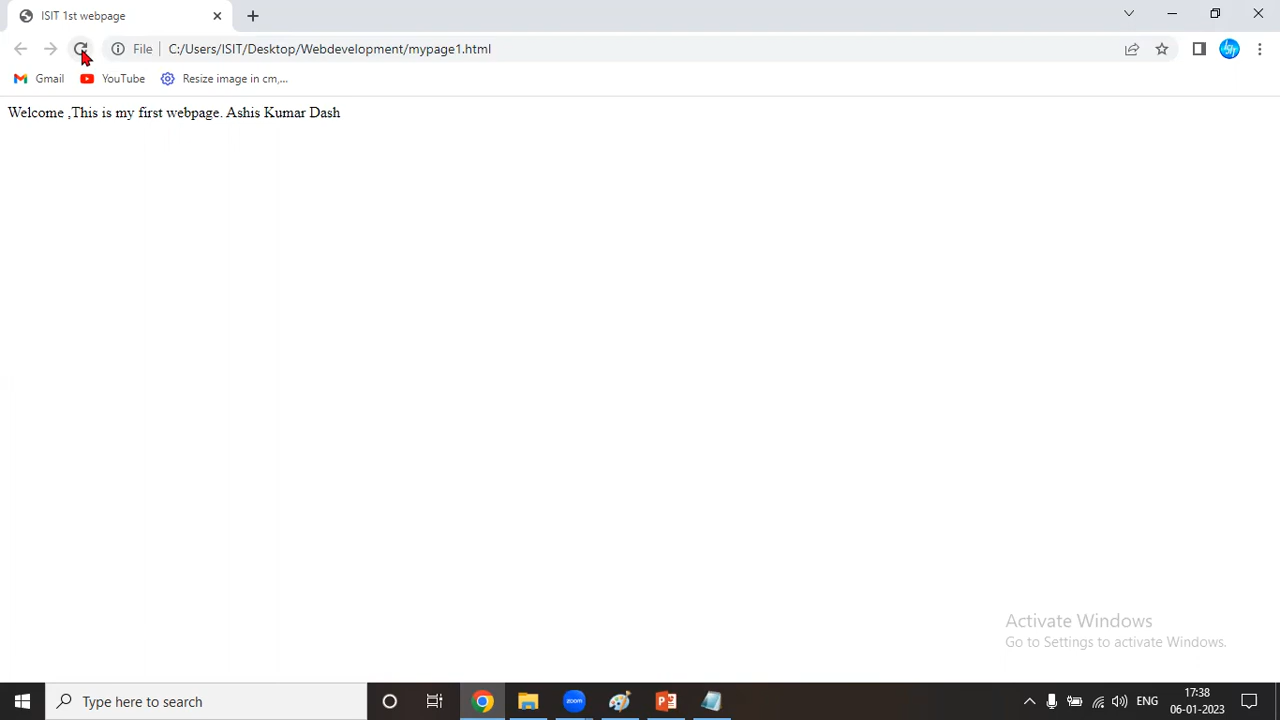 ISIT 1st webpage
File
C:/Users/ISIT/Desktop/Webdevelopment/mypage1.html
Gmail
YouTube
Resize image in cm,...
Welcome ,This is my first webpage. Ashis Kumar Dash
Activate Windows
Go to Settings to activate Windows.
Type here to search
zoom
ENG
17:38
06-01-2023